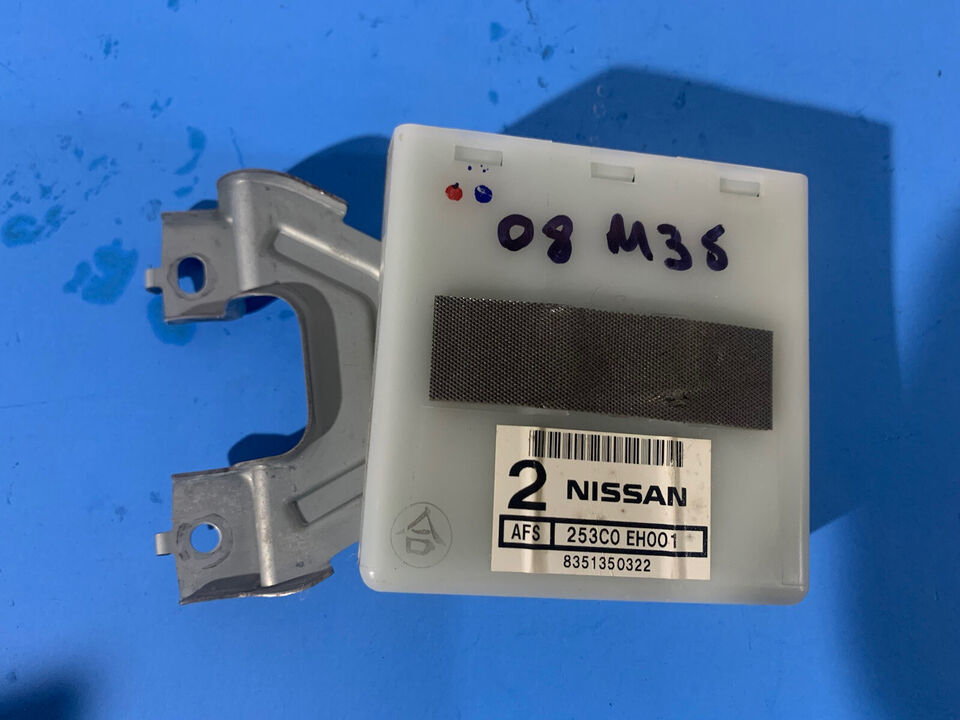 08 M35
2 NISSAN
AFS 253C0 EH001
8351350322